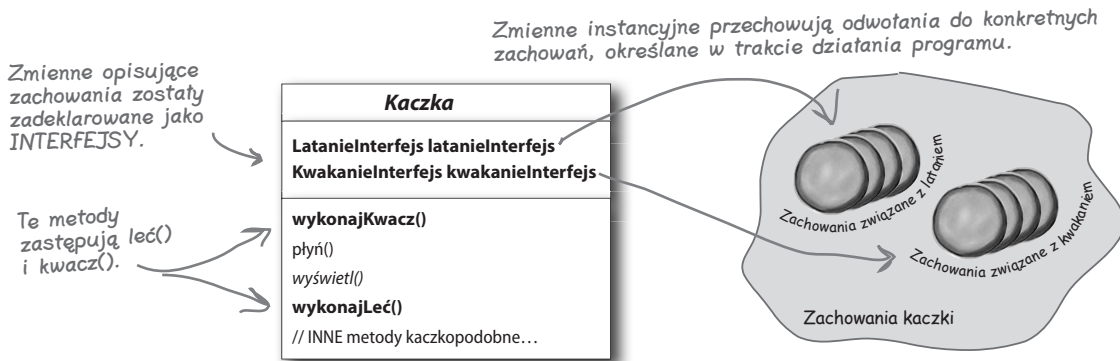 Zmienne instancyjne przechowują odwołania do konkretnych
zachowań, określane w trakcie działania programu.
Zmienne opisujące
zachowania zostały
zadeklarowane jako
INTERFEJSY.
Kaczka
LatanieInterfejs latanieInterfejs
KwakanieInterfejs kwakanieInterfejs
Te metody
zastępują leć()
i kwacz().
wykonajKwacz()
płyń()
wyświetl()
wykonajLeć()
// INNE metody kaczkopodobne…
Zachowania związane z lataniem
Zachowania związane z kwakaniem
Zachowania kaczki